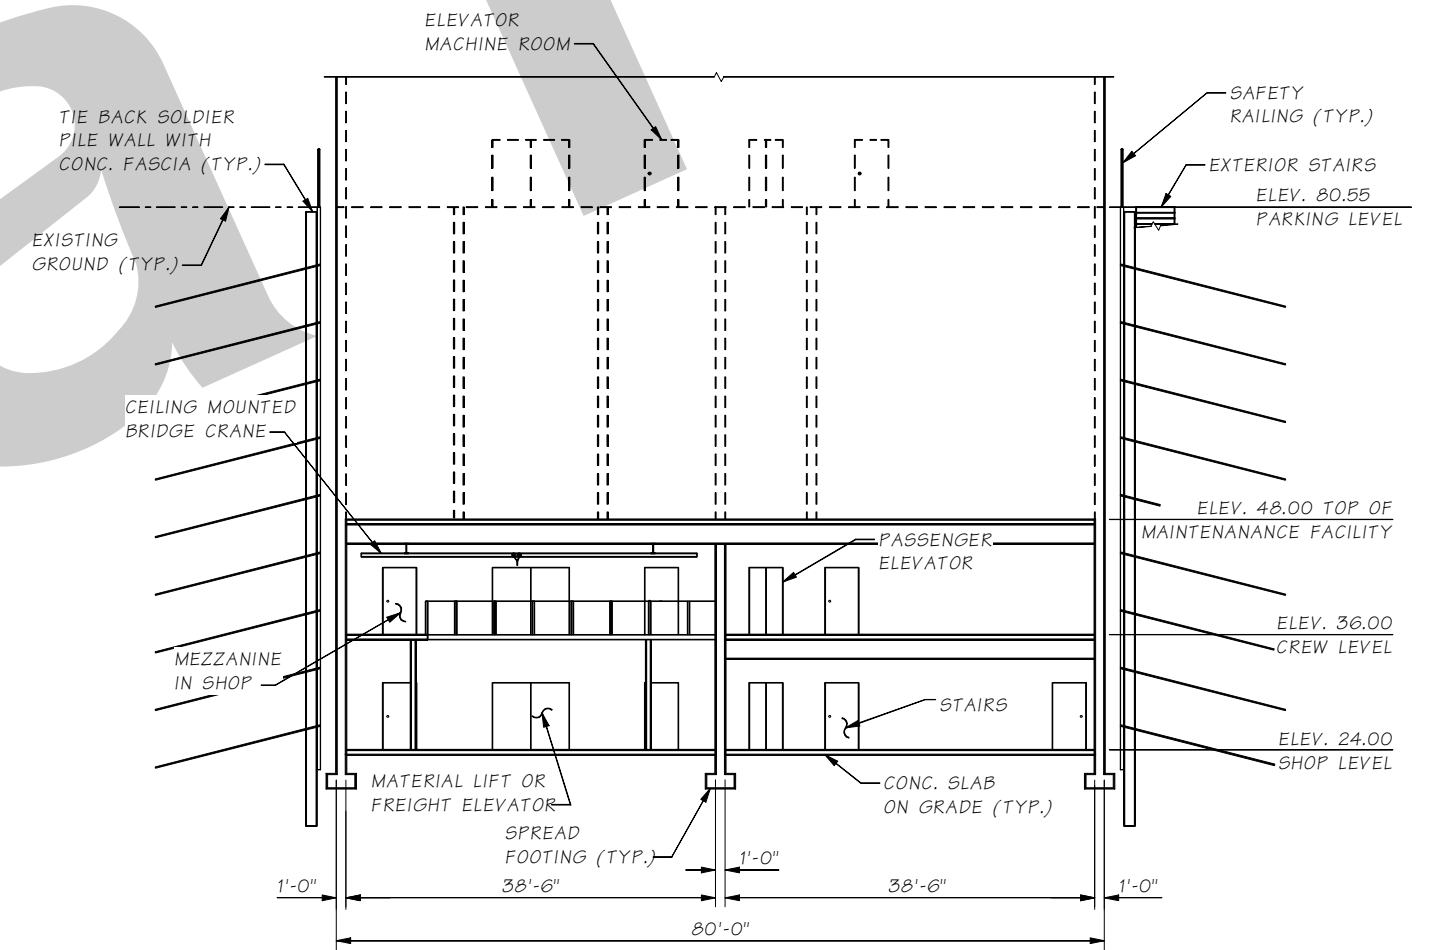 ELEVATOR
MACHINE ROOM
TIE BACK SOLDIER
PILE WALL WITH
CONC. FASCIA (TYP.)
SAFETY
RAILING (TYP.)
EXTERIOR STAIRS
ELEV. 80.55
PARKING LEVEL
EXISTING
GROUND (TYP.)
CEILING MOUNTED
BRIDGE CRANE
ELEV. 48.00 TOP OF
MAINTENANANCE FACILITY
PASSENGER
ELEVATOR
ELEV. 36.00
CREW LEVEL
MEZZANINE
IN SHOP
STAIRS
ELEV. 24.00
SHOP LEVEL
MATERIAL LIFT OR
FREIGHT ELEVATOR
CONC. SLAB
ON GRADE (TYP.)
SPREAD
FOOTING (TYP.)
1'-0"
1'-0"
38'-6"
38'-6"
1'-0"
80'-0"